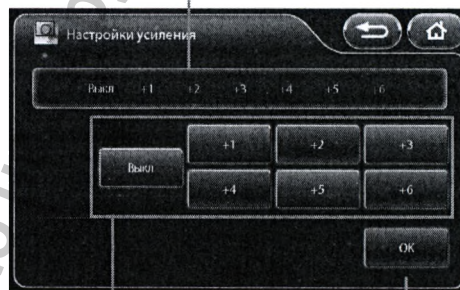 Настройки усиления
Выкл +1 +2 +3 +4 +5 +6
+1 +2 +3
Выкл
+4 +5 +6
OK